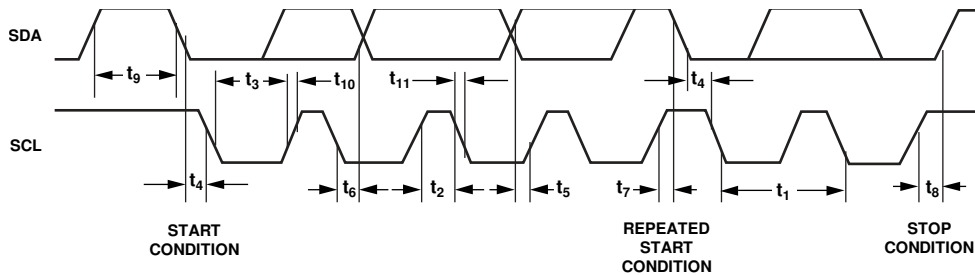 SDA
t9
t3
t10
t11
t4
SCL
t4
t6
t2
t5
t7
t1
t8
START
CONDITION
REPEATED
START
CONDITION
STOP
CONDITION